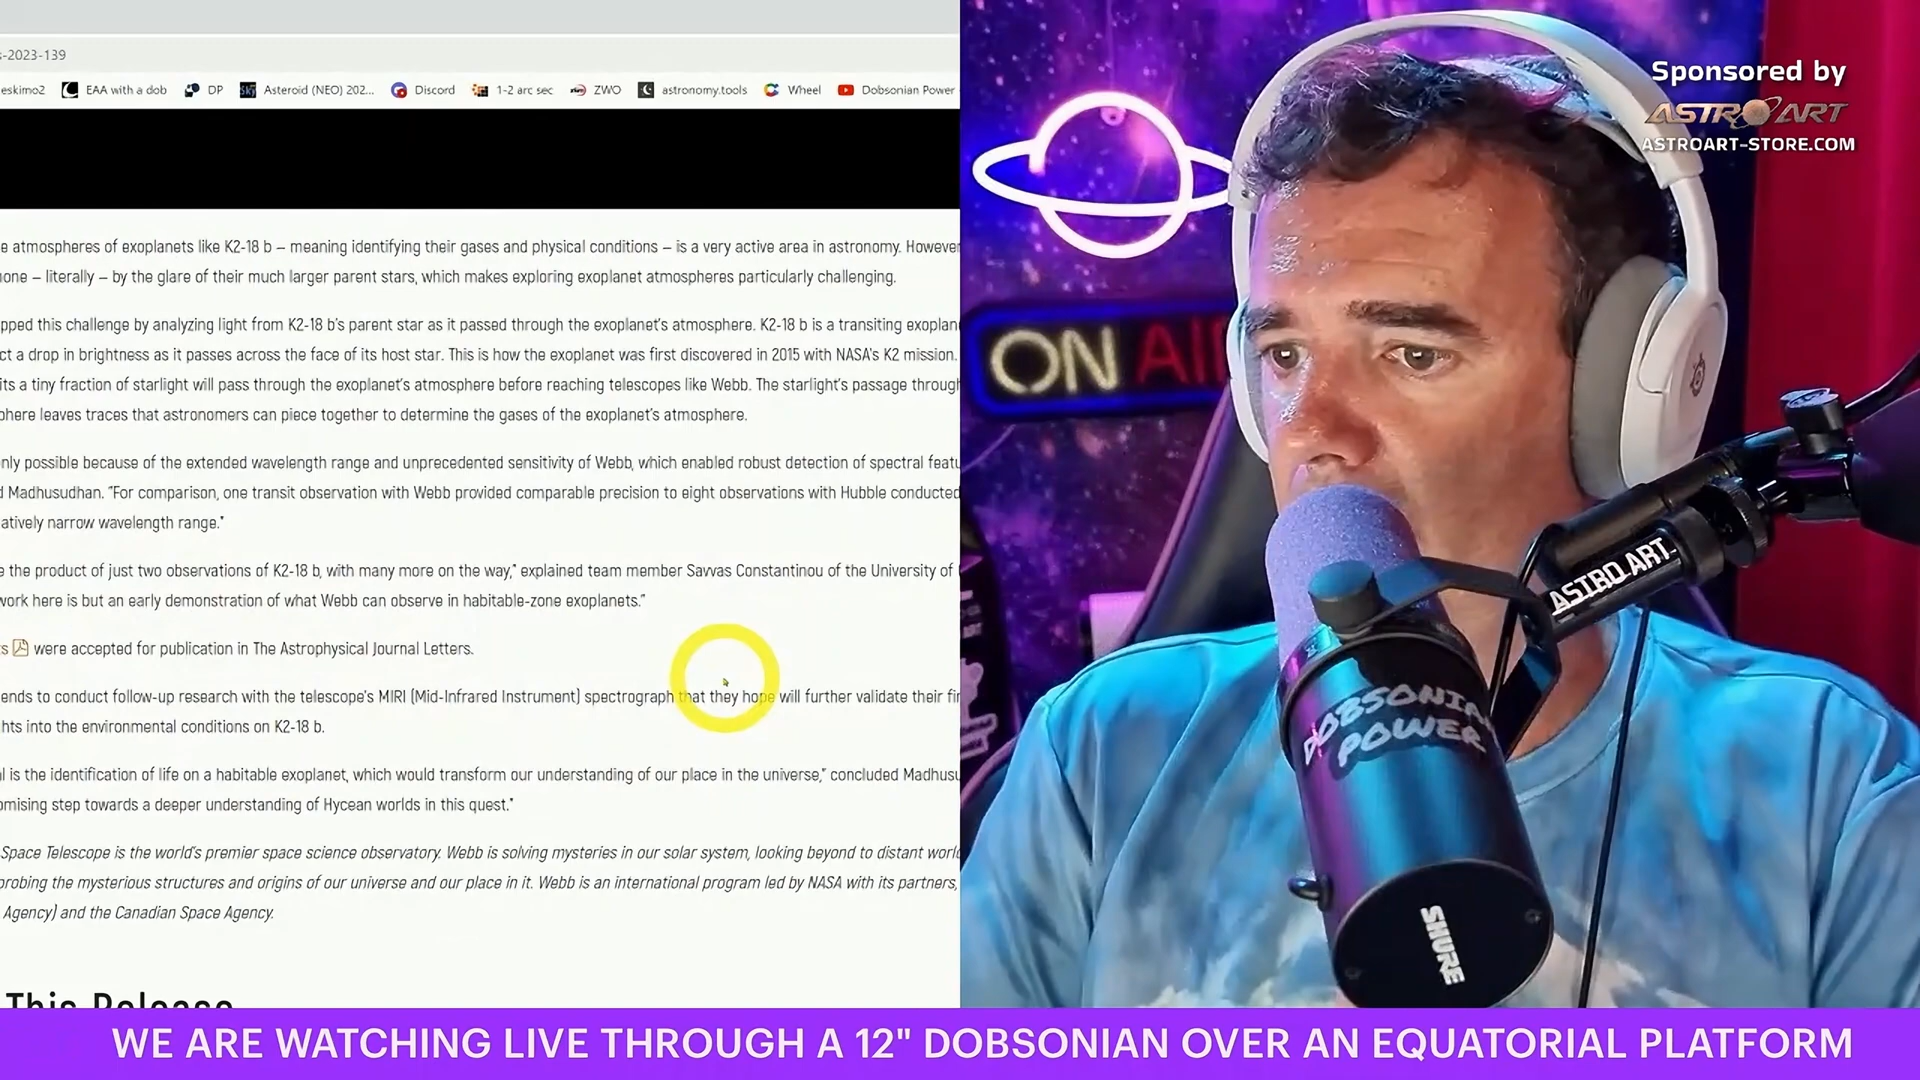 s-2023-139
eskimo2 EAA with a dob DP Asteroid (NEO) 202... Discord 1-2 arc sec ZWO astronomy.tools Wheel Dobsonian Power
e atmospheres of exoplanets like K2-18 b – meaning identifying their gases and physical conditions – is a very active area in astronomy. However
one – literally – by the glare of their much larger parent stars, which makes exploring exoplanet atmospheres particularly challenging.
pped this challenge by analyzing light from K2-18 b's parent star as it passed through the exoplanet's atmosphere. K2-18 b is a transiting exoplan
ct a drop in brightness as it passes across the face of its host star. This is how the exoplanet was first discovered in 2015 with NASA's K2 mission.
its a tiny fraction of starlight will pass through the exoplanet's atmosphere before reaching telescopes like Webb. The starlight's passage through
phere leaves traces that astronomers can piece together to determine the gases of the exoplanet's atmosphere.
nly possible because of the extended wavelength range and unprecedented sensitivity of Webb, which enabled robust detection of spectral featu
d Madhusudhan. "For comparison, one transit observation with Webb provided comparable precision to eight observations with Hubble conducted
atively narrow wavelength range."
e the product of just two observations of K2-18 b, with many more on the way," explained team member Savvas Constantinou of the University of
work here is but an early demonstration of what Webb can observe in habitable-zone exoplanets."
ts were accepted for publication in The Astrophysical Journal Letters.
ends to conduct follow-up research with the telescope's MIRI (Mid-Infrared Instrument) spectrograph that they hope will further validate their fin
hts into the environmental conditions on K2-18 b.
l is the identification of life on a habitable exoplanet, which would transform our understanding of our place in the universe," concluded Madhusu
omising step towards a deeper understanding of Hycean worlds in this quest."
Space Telescope is the world's premier space science observatory. Webb is solving mysteries in our solar system, looking beyond to distant worl
probing the mysterious structures and origins of our universe and our place in it. Webb is an international program led by NASA with its partners,
Agency) and the Canadian Space Agency.
This Release
Sponsored by
ASTRO ART
ASTROART-STORE.COM
ON AI
ASTRO ART
DOBSONIAN
POWER
SHURE
WE ARE WATCHING LIVE THROUGH A 12" DOBSONIAN OVER AN EQUATORIAL PLATFORM